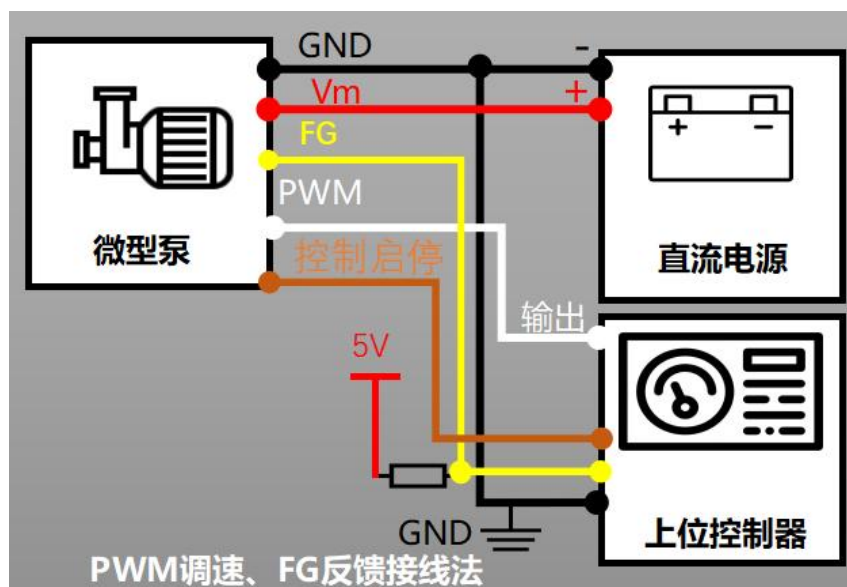 GND
-
Vm
+
FG
+ -
PWM
微型泵
控制启停
直流电源
输出
5V
GND
上位控制器
PWM调速、FG反馈接线法